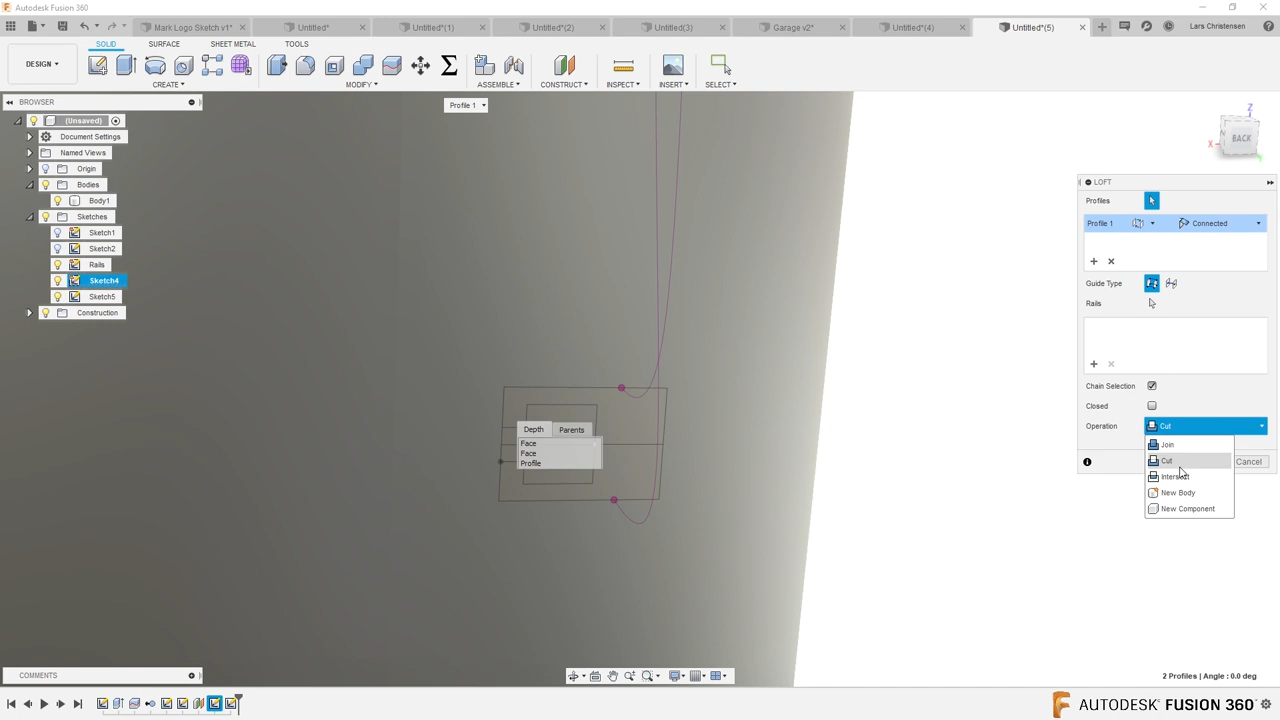 Autodesk Fusion 360
Mark Logo Sketch v1*
Untitled*
Untitled*(1)
Untitled*(2)
Untitled(3)
Garage v2*
Untitled*(4)
Untitled*(5)
Lars Christensen
DESIGN
SOLID
SURFACE
SHEET METAL
TOOLS
CREATE
MODIFY
ASSEMBLE
CONSTRUCT
INSPECT
INSERT
SELECT
BROWSER
Profile 1
(Unsaved)
Document Settings
Named Views
Origin
Bodies
Body1
Sketches
Sketch1
Sketch2
Rails
Sketch4
Sketch5
Construction
Z
BACK
X
LOFT
Profiles
Profile 1
Connected
Guide Type
Rails
Chain Selection
Closed
Operation
Cut
Join
Cut
Intersect
New Body
New Component
Cancel
Depth
Parents
Face
Face
Profile
COMMENTS
2 Profiles | Angle : 0.0 deg
AUTODESK FUSION 360